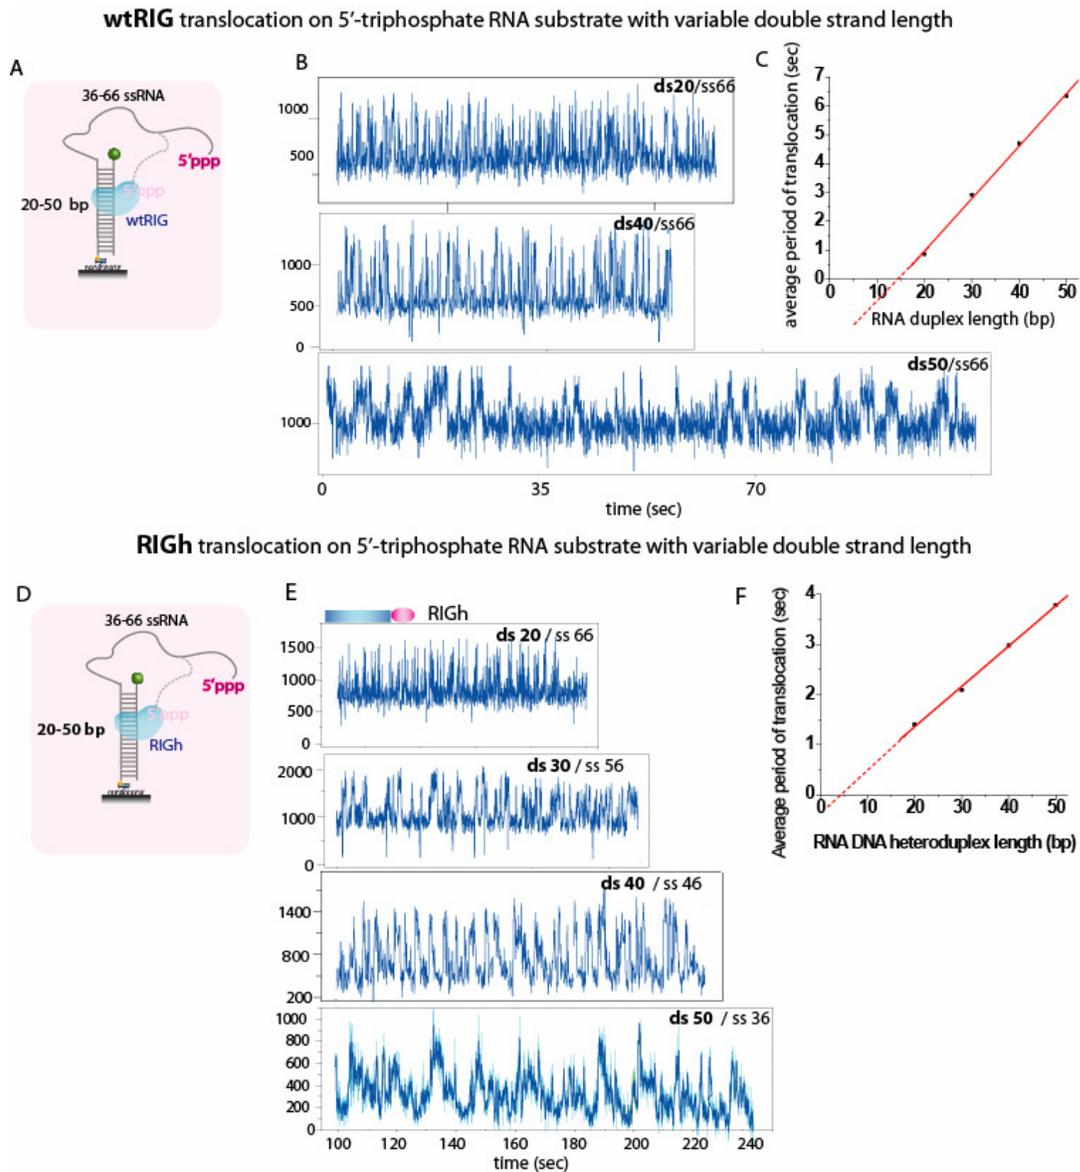 wtRIG translocation on 5′-triphosphate RNA substrate with variable double strand length
A
36-66 ssRNA
5′ppp
5′ppp
20-50 bp
wtRIG
B
ds20/ss66
1000
500
ds40/ss66
1000
500
0
ds50/ss66
1000
0 35 70
time (sec)
C
average period of translocation (sec)
7
6
5
4
3
2
1
0
0 10 20 30 40 50
RNA duplex length (bp)
RIGh translocation on 5′-triphosphate RNA substrate with variable double strand length
D
36-66 ssRNA
5′ppp
5′ppp
20-50 bp
RIGh
E
RIGh
ds 20 / ss 66
1500
1000
500
0
ds 30 / ss 56
2000
1000
0
ds 40 / ss 46
1400
800
200
ds 50 / ss 36
1000
800
600
400
200
0
100 120 140 160 180 200 220 240
time (sec)
F
Average period of translocation (sec)
4
3
2
1
0
0 10 20 30 40 50
RNA DNA heteroduplex length (bp)